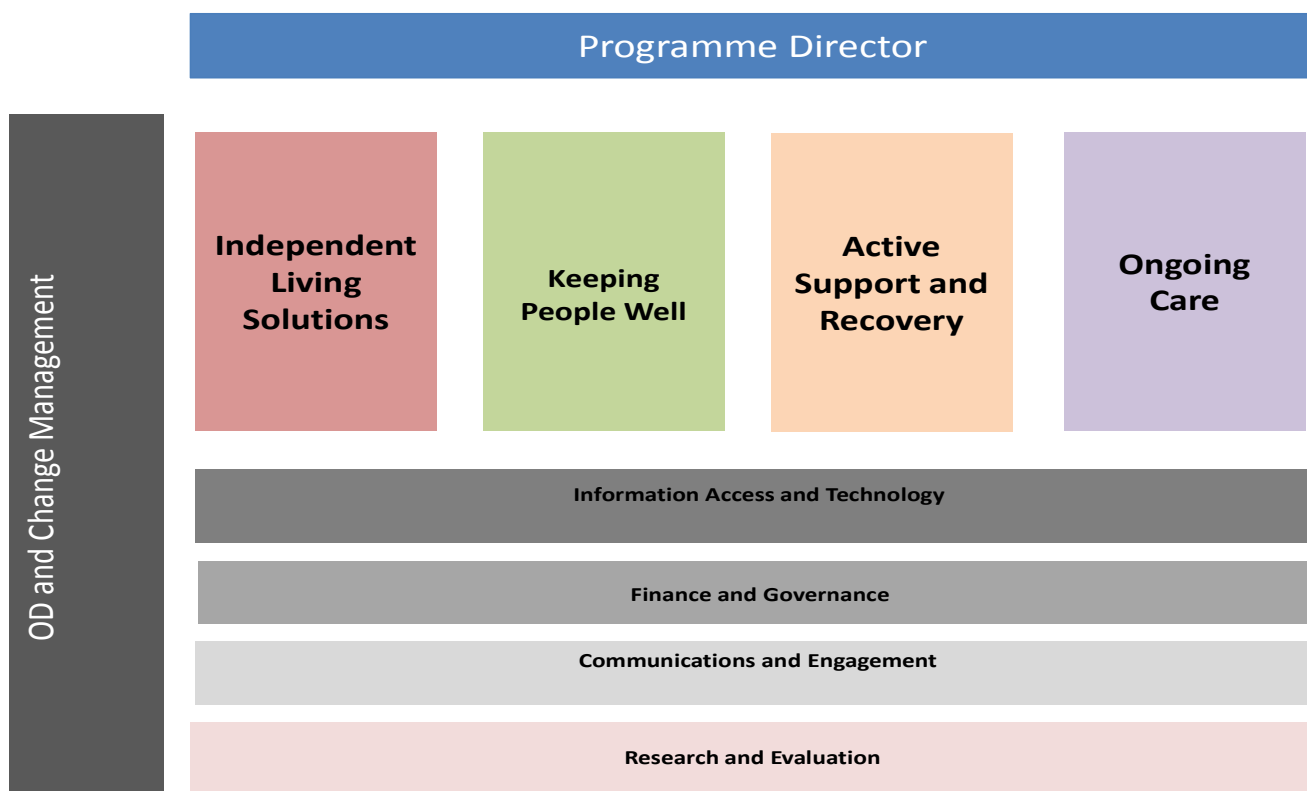 Programme Director
OD and Change Management
Independent
Living
Solutions
Keeping
People Well
Active
Support and
Recovery
Ongoing
Care
Information Access and Technology
Finance and Governance
Communications and Engagement
Research and Evaluation